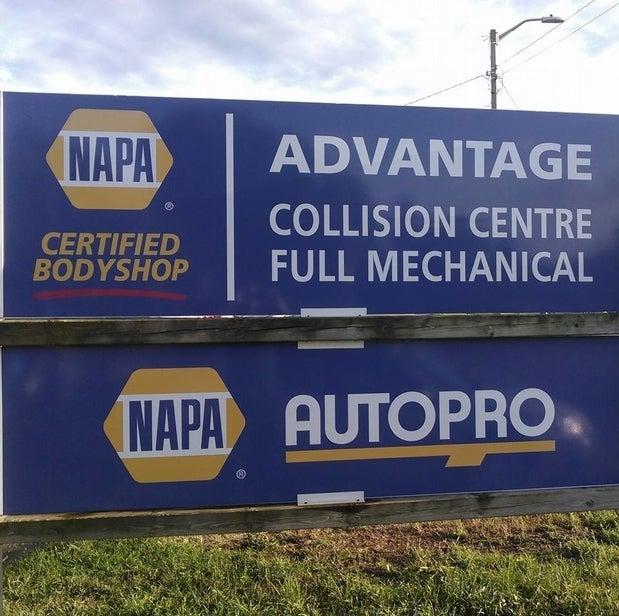 NAPA ®
CERTIFIED
BODYSHOP
ADVANTAGE
COLLISION CENTRE
FULL MECHANICAL
NAPA ®
AUTOPRO